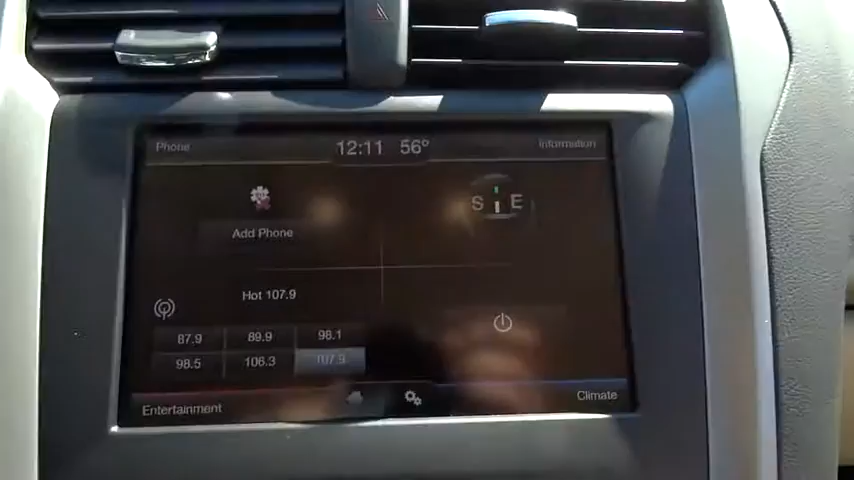 Phone 12:11 56° Information
S E
Add Phone
Hot 107.9
87.9 89.9 98.1
98.5 106.3 107.9
Entertainment Climate